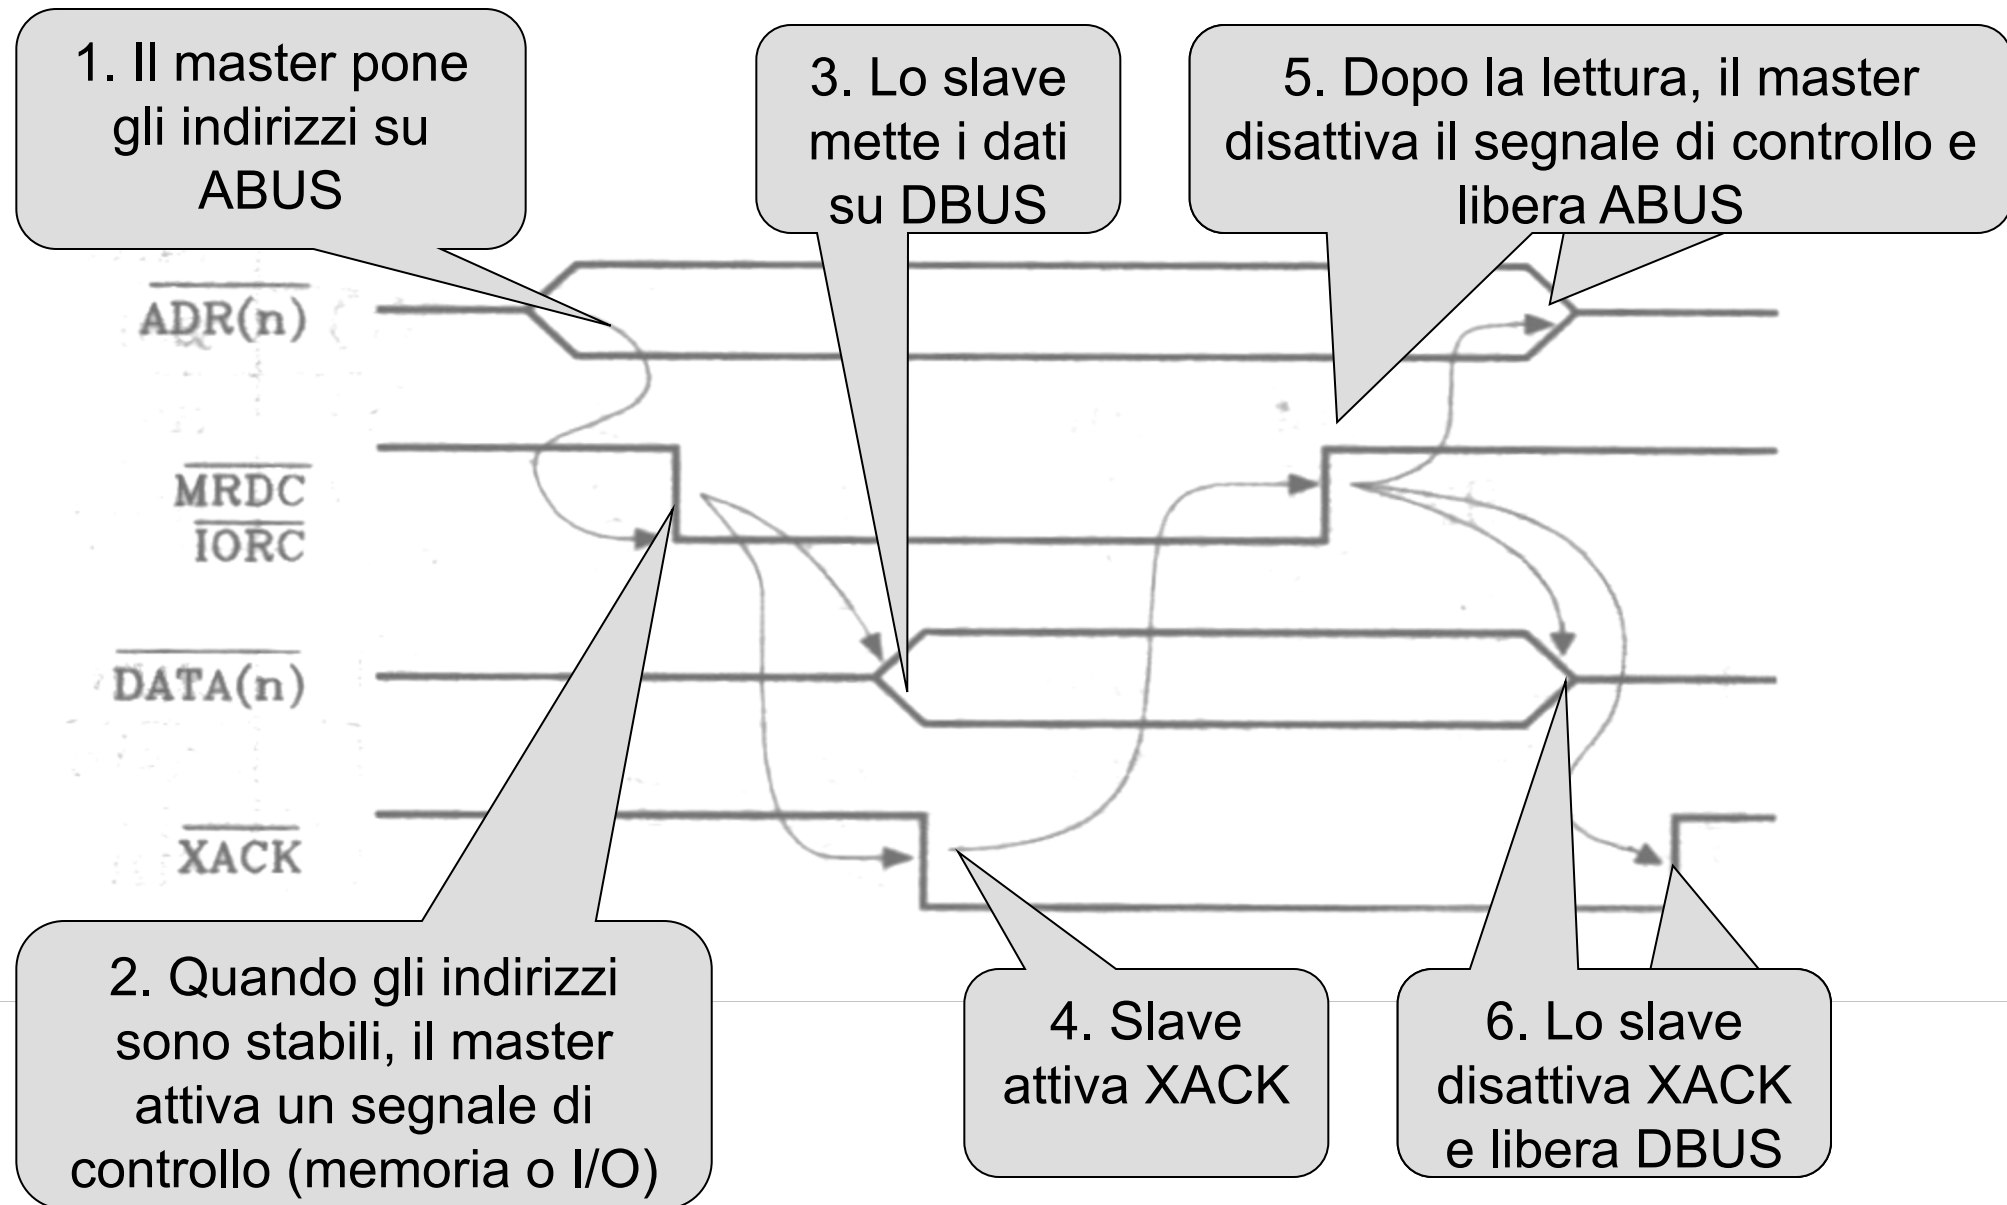 1. Il master pone
gli indirizzi su
ABUS
3. Lo slave
mette i dati
su DBUS
5. Dopo la lettura, il master
disattiva il segnale di controllo e
libera ABUS
ADR(n)
MRDC
IORC
DATA(n)
XACK
2. Quando gli indirizzi
sono stabili, il master
attiva un segnale di
controllo (memoria o I/O)
4. Slave
attiva XACK
6. Lo slave
disattiva XACK
e libera DBUS